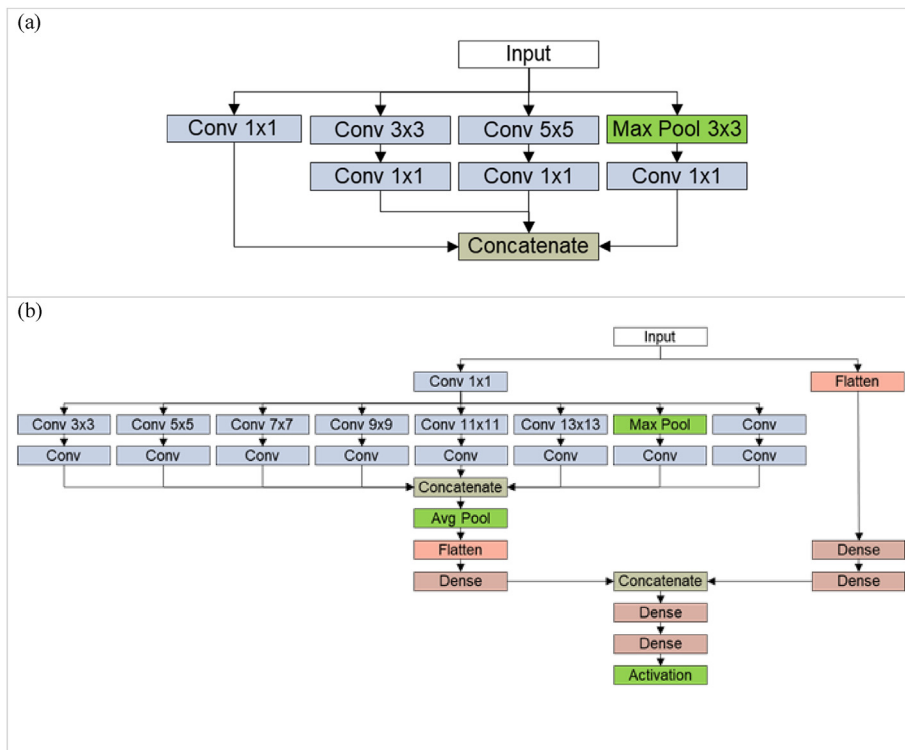 (a)
Input
Conv 1x1 Conv 3x3 Conv 5x5 Max Pool 3x3
Conv 1x1 Conv 1x1 Conv 1x1
Concatenate
(b)
Input
Conv 1x1 Flatten
Conv 3x3 Conv 5x5 Conv 7x7 Conv 9x9 Conv 11x11 Conv 13x13 Max Pool Conv
Conv Conv Conv Conv Conv Conv Conv Conv
Concatenate
Avg Pool
Flatten Dense
Dense Concatenate Dense
Dense
Dense
Activation